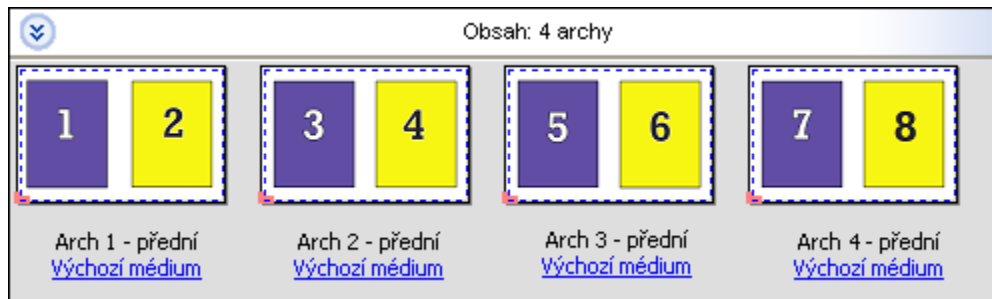 Obsah: 4 archy
1 2 3 4 5 6 7 8
Arch 1 - přední Arch 2 - přední Arch 3 - přední Arch 4 - přední
Výchozí médium Výchozí médium Výchozí médium Výchozí médium